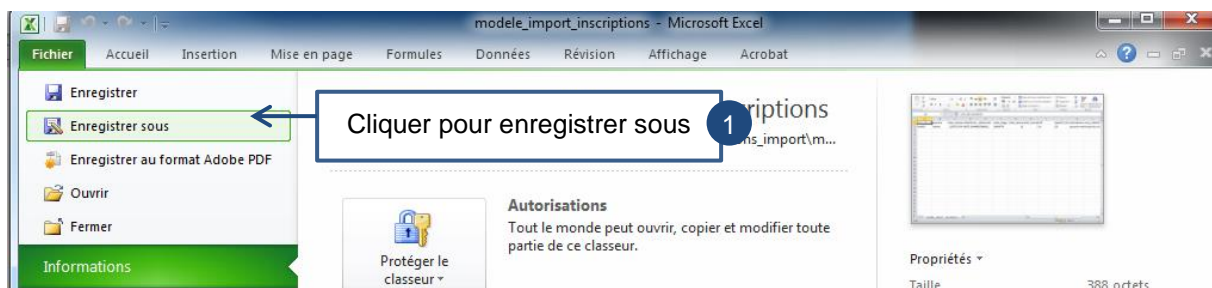 modele_import_inscriptions - Microsoft Excel
Fichier Accueil Insertion Mise en page Formules Données Révision Affichage Acrobat
Enregistrer
Enregistrer sous
Enregistrer au format Adobe PDF
Ouvrir
Fermer
Informations
Cliquer pour enregistrer sous 1
criptions
ns_import\m...
Protéger le
classeur
Autorisations
Tout le monde peut ouvrir, copier et modifier toute
partie de ce classeur.
Propriétés
Taille 388 octets